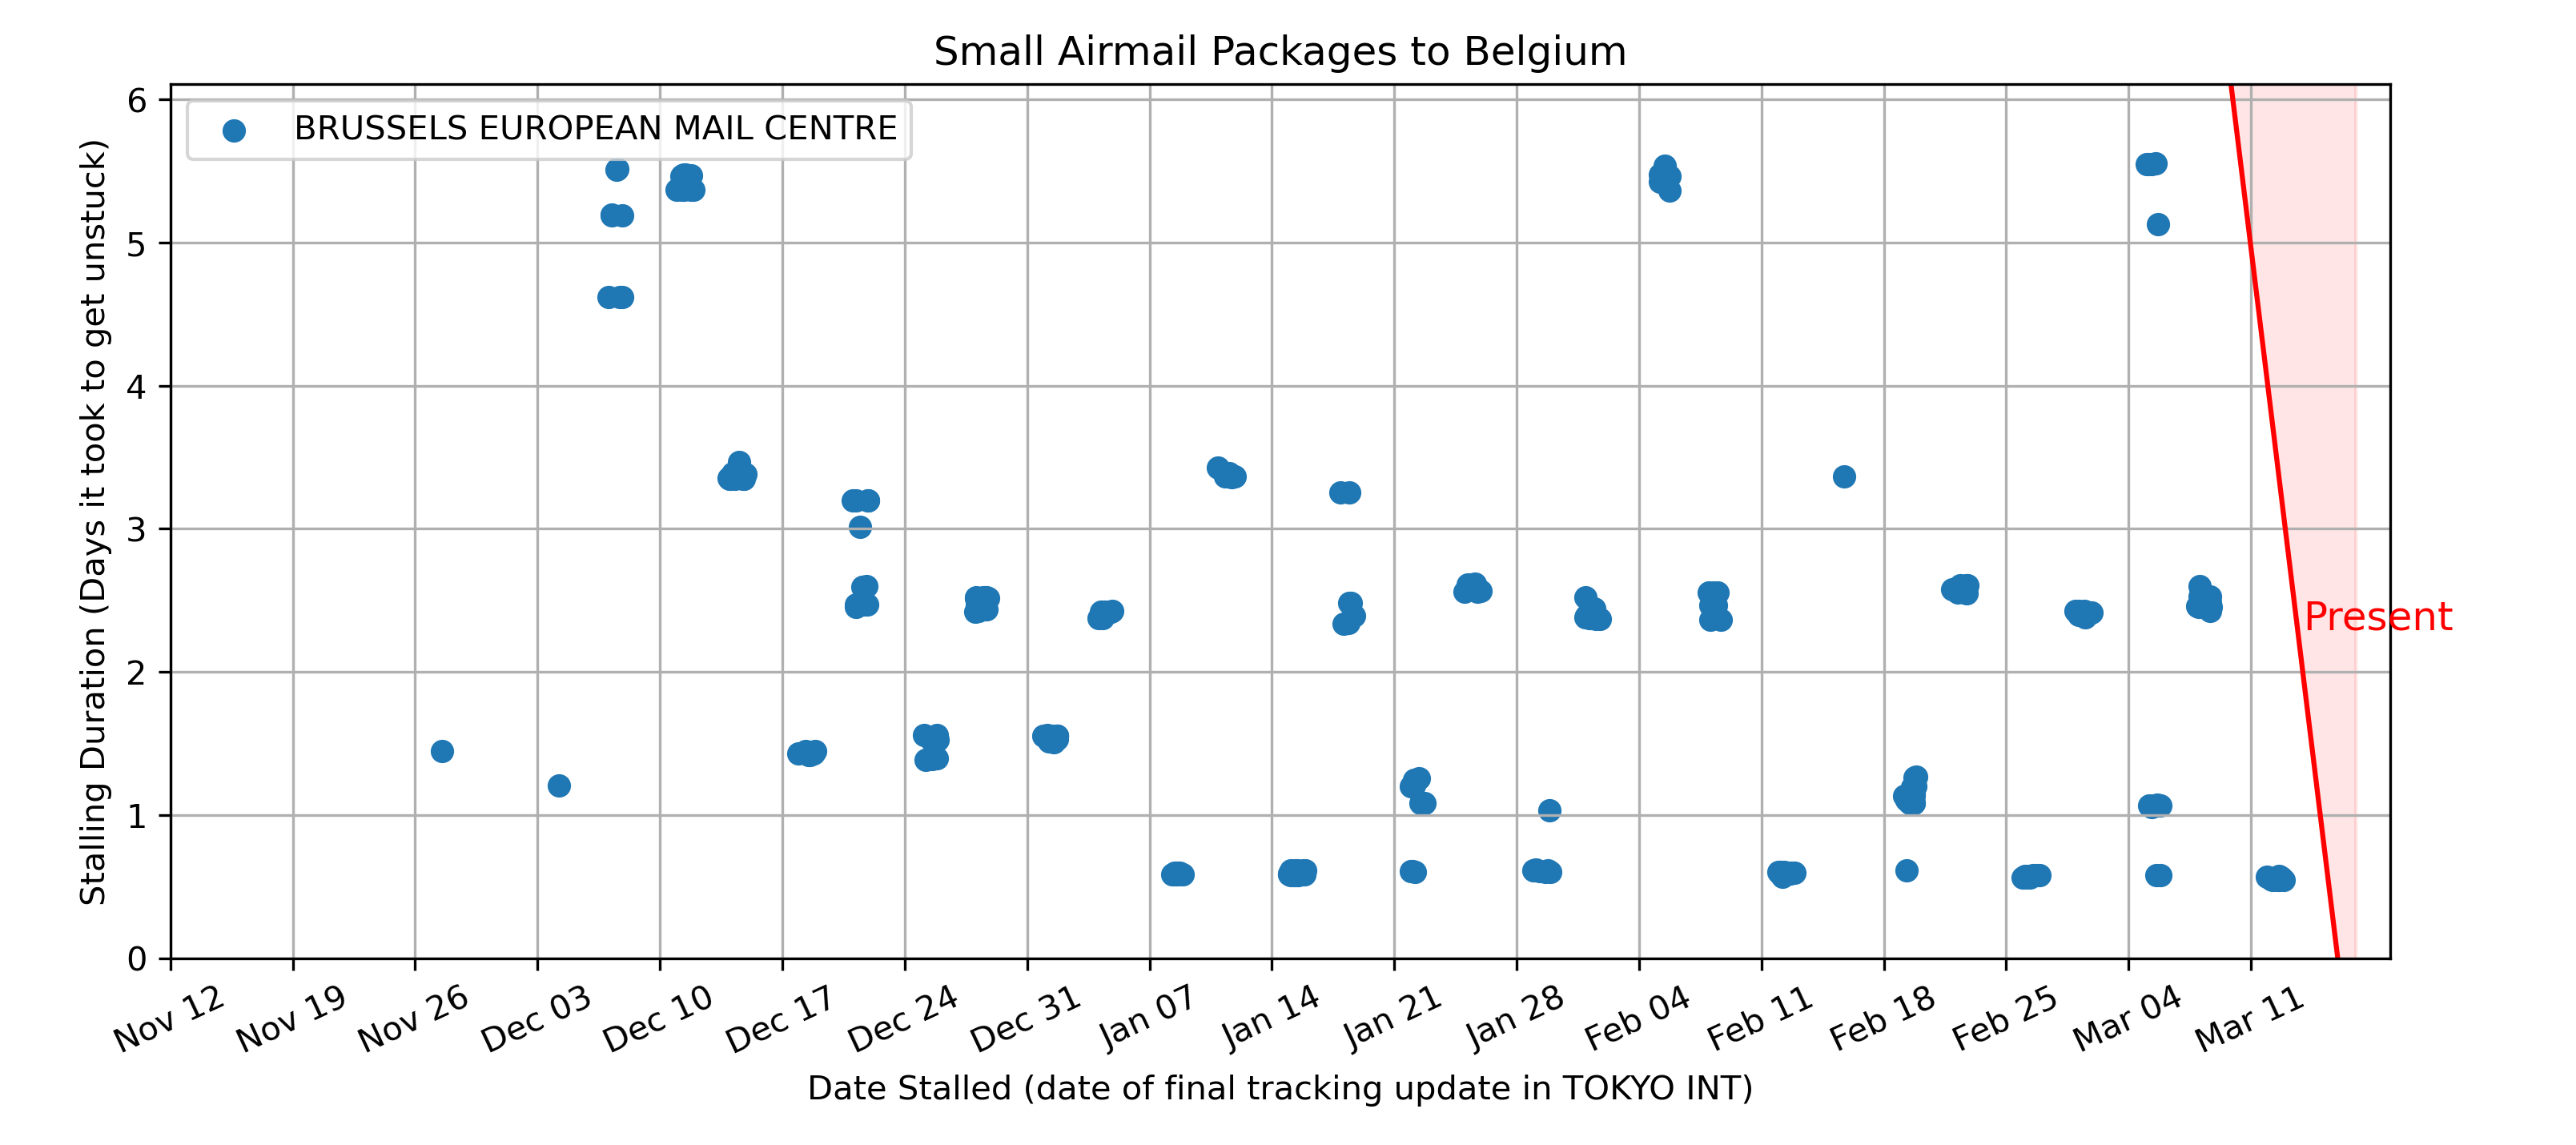 Small Airmail Packages to Belgium
BRUSSELS EUROPEAN MAIL CENTRE
Stalling Duration (Days it took to get unstuck)
6
5
4
3
2
1
0
Present
Nov 12
Nov 19
Nov 26
Dec 03
Dec 10
Dec 17
Dec 24
Dec 31
Jan 07
Jan 14
Jan 21
Jan 28
Feb 04
Feb 11
Feb 18
Feb 25
Mar 04
Mar 11
Date Stalled (date of final tracking update in TOKYO INT)